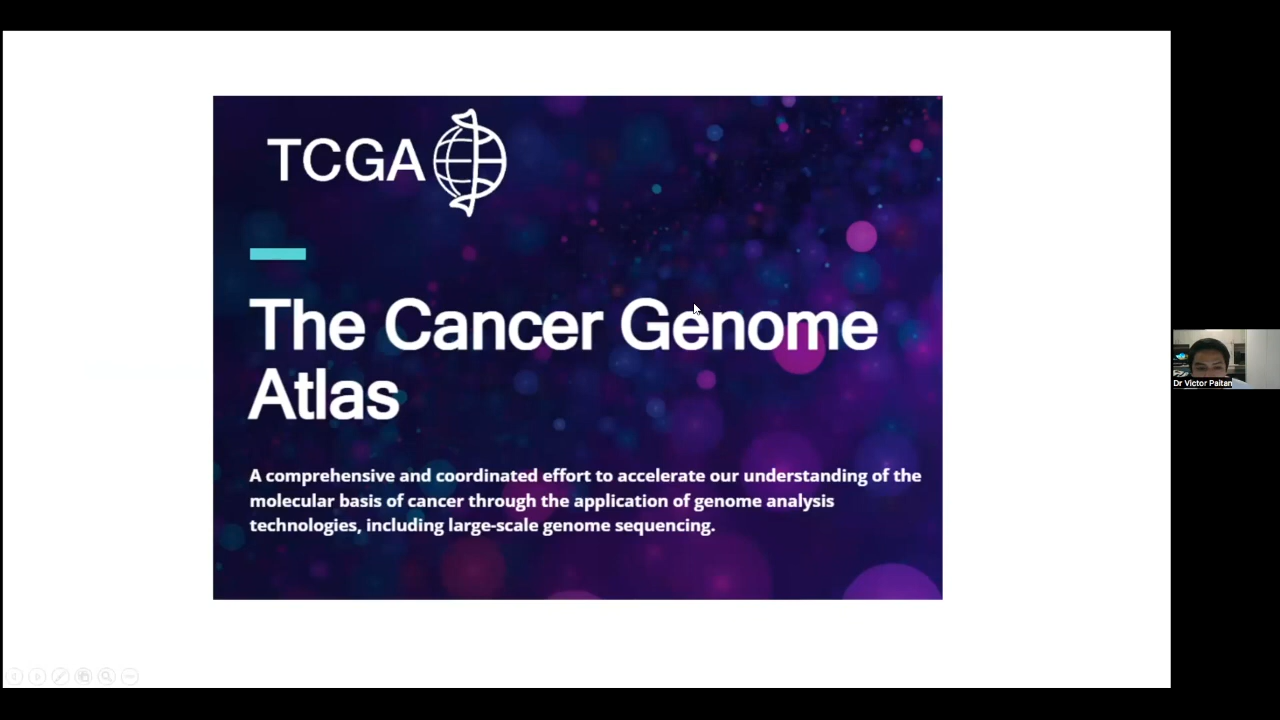 TCGA
The Cancer Genome
Atlas
A comprehensive and coordinated effort to accelerate our understanding of the
molecular basis of cancer through the application of genome analysis
technologies, including large-scale genome sequencing.
Dr Victor Paitan